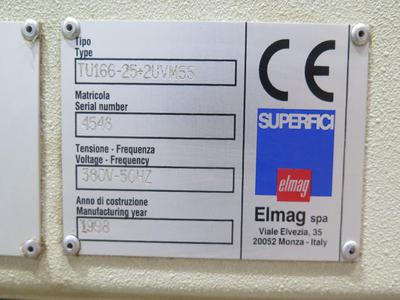 Tipo
Type
TU166-25+2UVM55
Matricola
Serial number
4548
Tensione - Frequenza
Voltage - Frequency
380V-50HZ
Anno di costruzione
Manufacturing year
1998
CE
SUPERFICI
elmag
Elmag spa
Viale Elvezia, 35
20052 Monza - Italy